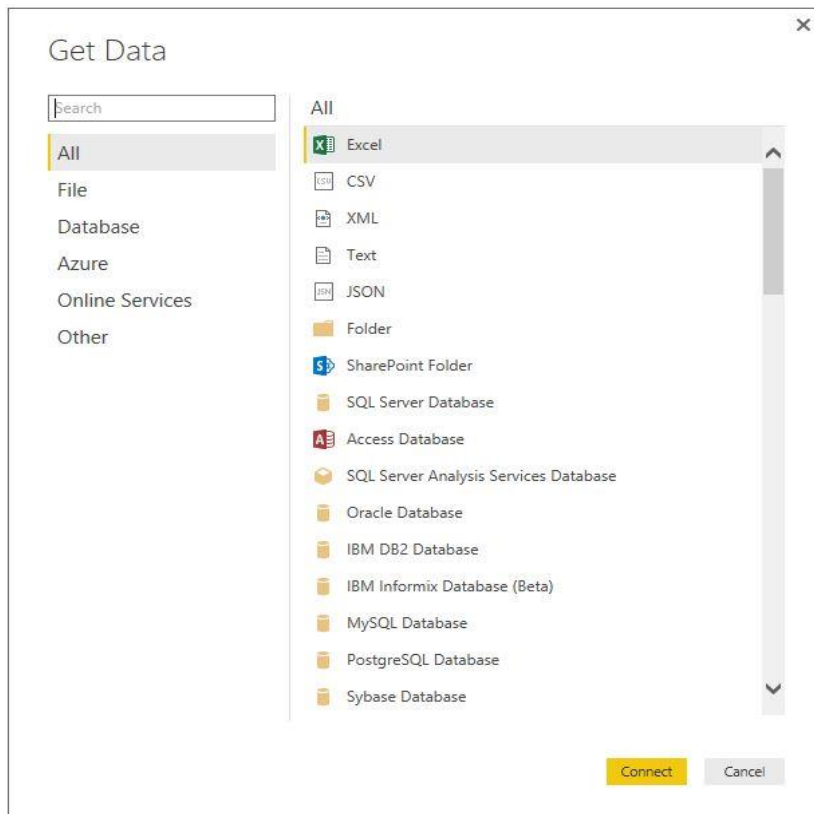 Get Data
Search
All
File
Database
Azure
Online Services
Other
All
Excel
CSV
XML
Text
JSON
Folder
SharePoint Folder
SQL Server Database
Access Database
SQL Server Analysis Services Database
Oracle Database
IBM DB2 Database
IBM Informix Database (Beta)
MySQL Database
PostgreSQL Database
Sybase Database
Connect Cancel